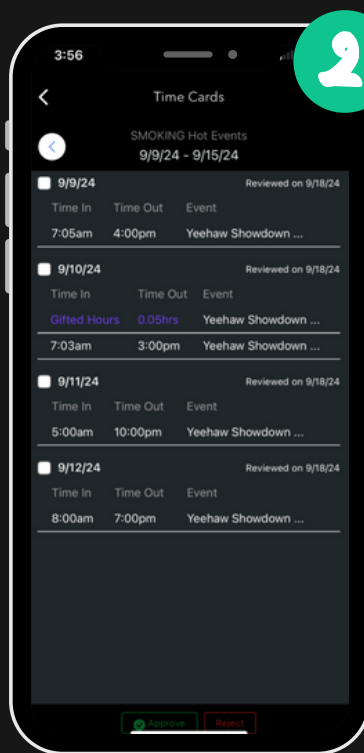 2
3:56
Time Cards
SMOKING Hot Events
9/9/24 - 9/15/24
9/9/24 Reviewed on 9/18/24
Time In Time Out Event
7:05am 4:00pm Yeehaw Showdown ...
9/10/24 Reviewed on 9/18/24
Time In Time Out Event
Gifted Hours 0.05hrs Yeehaw Showdown ...
7:03am 3:00pm Yeehaw Showdown ...
9/11/24 Reviewed on 9/18/24
Time In Time Out Event
5:00am 10:00pm Yeehaw Showdown ...
9/12/24 Reviewed on 9/18/24
Time In Time Out Event
8:00am 7:00pm Yeehaw Showdown ...
Approve Reject